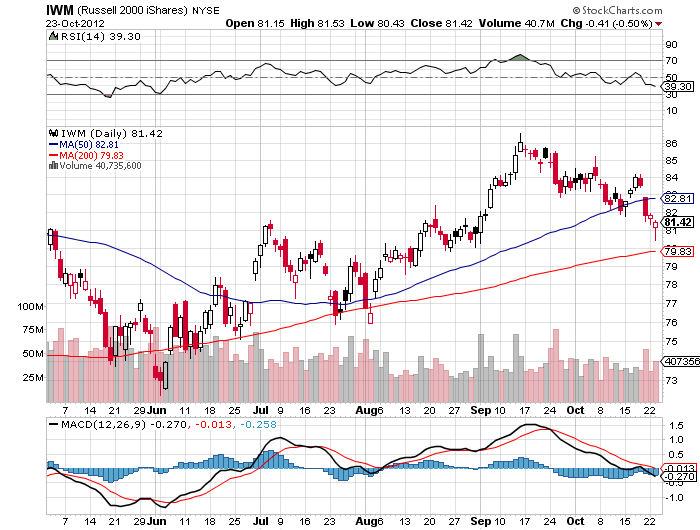 IWM (Russell 2000 iShares) NYSE © StockCharts.com
23-Oct-2012 Open 81.15 High 81.53 Low 80.43 Close 81.42 Volume 40.7M Chg -0.41 (-0.50%)
RSI(14) 39.30
90
70
50
39.30
30
10
IWM (Daily) 81.42
MA(50) 82.81
MA(200) 79.83
Volume 40,735,600
86
85
84
83
82.81
82
81.42
81
79.83
79
78
77
76
75
74
407356
73
100M
75M
50M
25M
7 14 21 29 Jun 11 18 25 Jul 9 16 23 Aug 6 13 20 27 Sep 10 17 24 Oct 8 15 22
MACD(12,26,9) -0.270, -0.013, -0.258
1.5
1.0
0.5
-0.013
-0.270
-0.5
-1.0
7 14 21 29 Jun 11 18 25 Jul 9 16 23 Aug 6 13 20 27 Sep 10 17 24 Oct 8 15 22